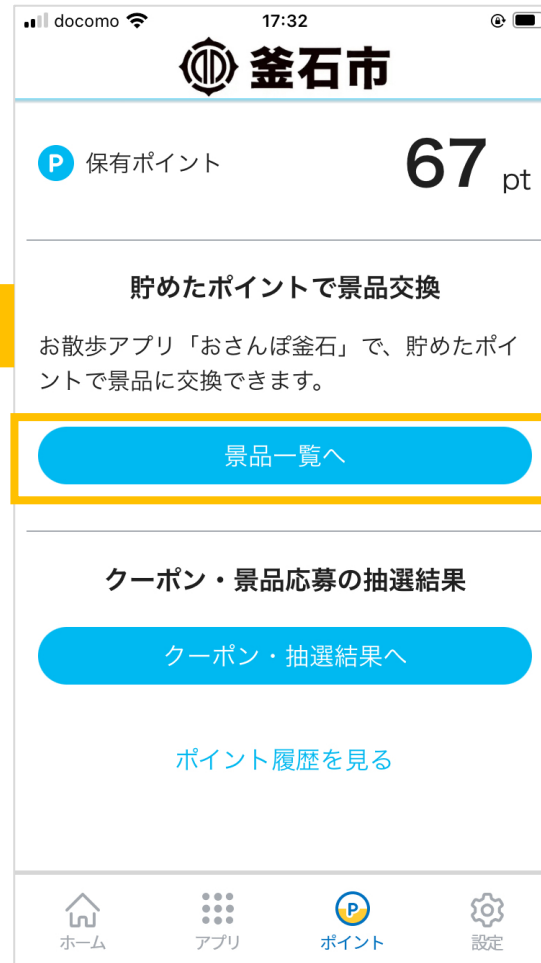 docomo 17:32
釜石市
P 保有ポイント 67 pt
貯めたポイントで景品交換
お散歩アプリ「おさんぽ釜石」で、貯めたポイ
ントで景品に交換できます。
景品一覧へ
クーポン・景品応募の抽選結果
クーポン・抽選結果へ
ポイント履歴を見る
P
ホーム アプリ ポイント 設定